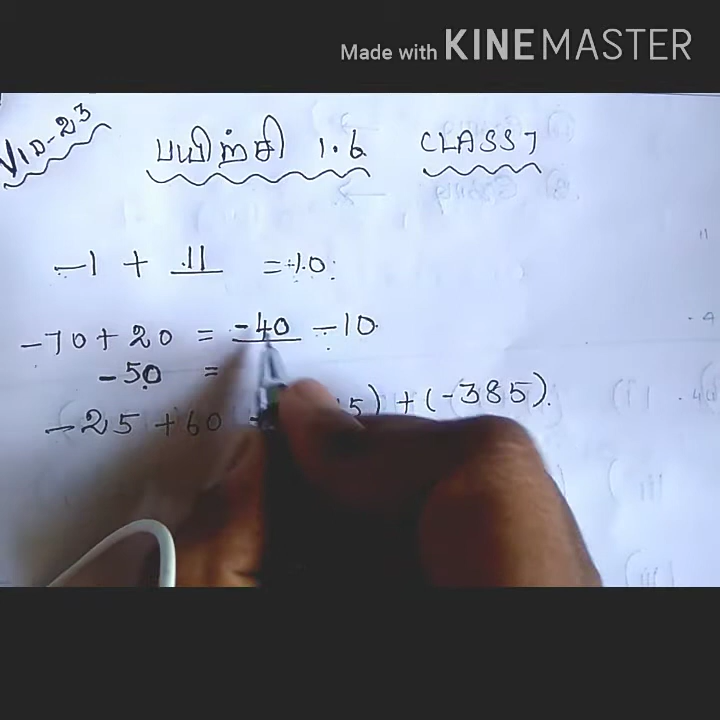 Made with KINEMASTER
VID-23
பயிற்சி 1.6 CLASS 7
-1 + 11 = 10
-70 + 20 = -40 - 10
-50 =
-25 + 60 5) + (-385).